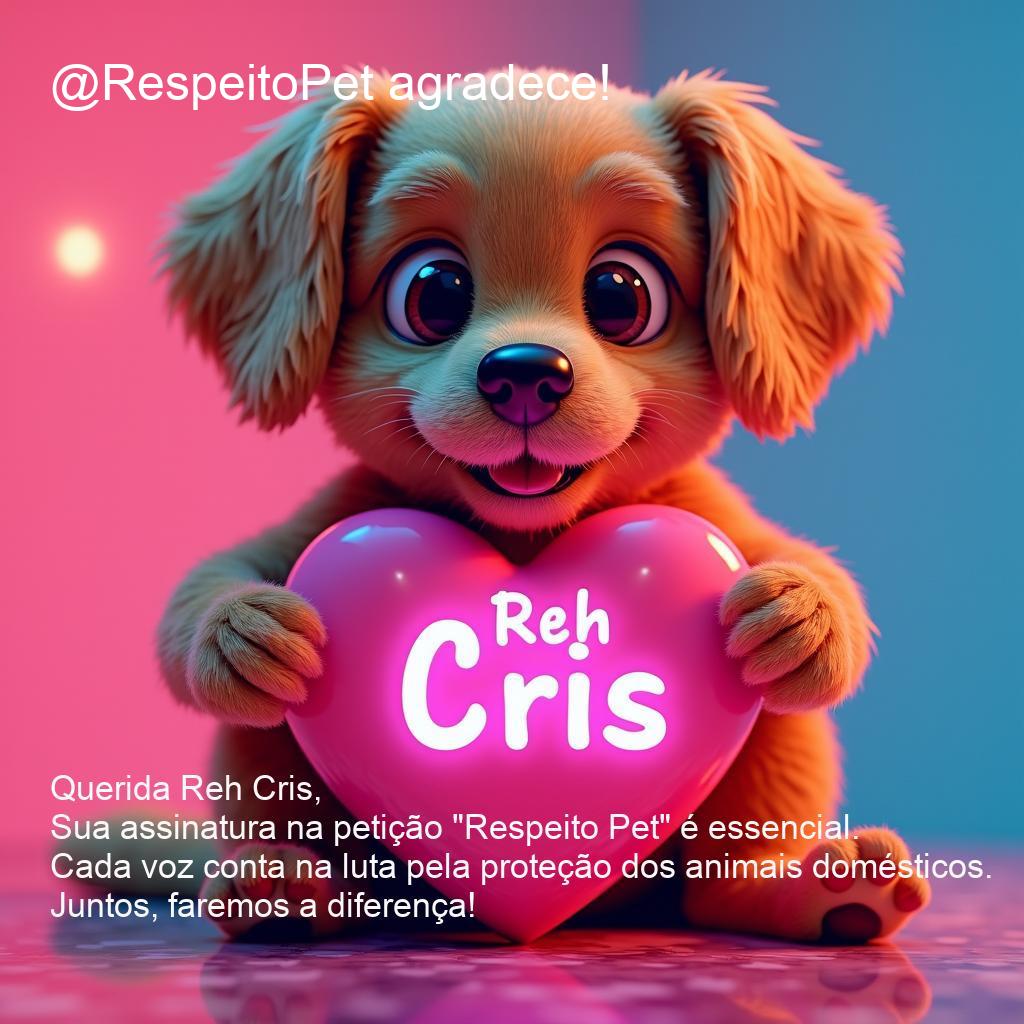 @RespeitoPet agradece!
Reh
Cris
Querida Reh Cris,
Sua assinatura na petição "Respeito Pet" é essencial.
Cada voz conta na luta pela proteção dos animais domésticos.
Juntos, faremos a diferença!